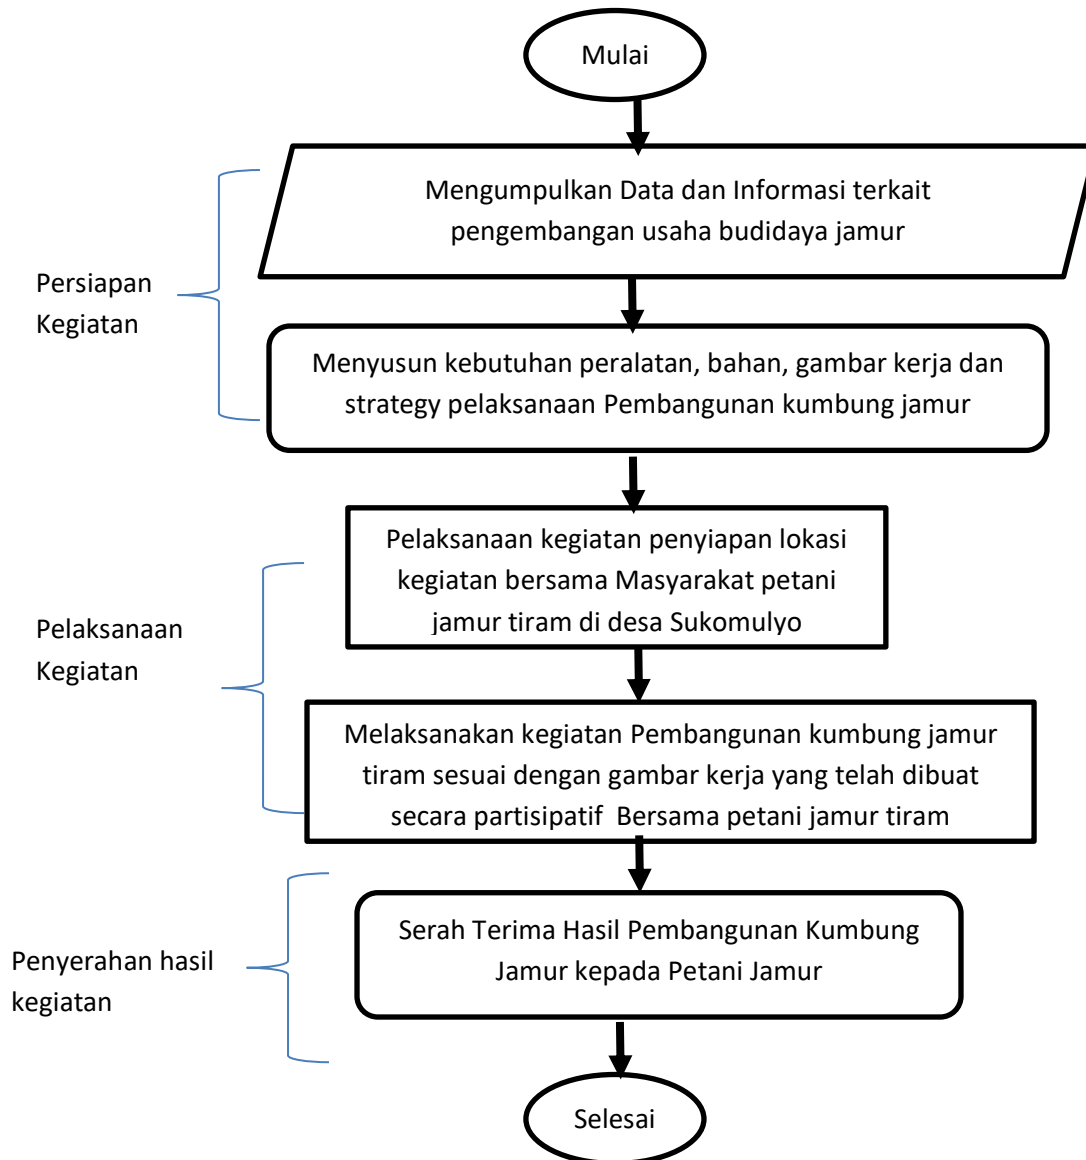 Mulai
Mengumpulkan Data dan Informasi terkait
pengembangan usaha budidaya jamur
Persiapan
Kegiatan
Menyusun kebutuhan peralatan, bahan, gambar kerja dan
strategy pelaksanaan Pembangunan kumbung jamur
Pelaksanaan kegiatan penyiapan lokasi
kegiatan bersama Masyarakat petani
jamur tiram di desa Sukomulyo
Pelaksanaan
Kegiatan
Melaksanakan kegiatan Pembangunan kumbung jamur
tiram sesuai dengan gambar kerja yang telah dibuat
secara partisipatif  Bersama petani jamur tiram
Serah Terima Hasil Pembangunan Kumbung
Jamur kepada Petani Jamur
Penyerahan hasil
kegiatan
Selesai